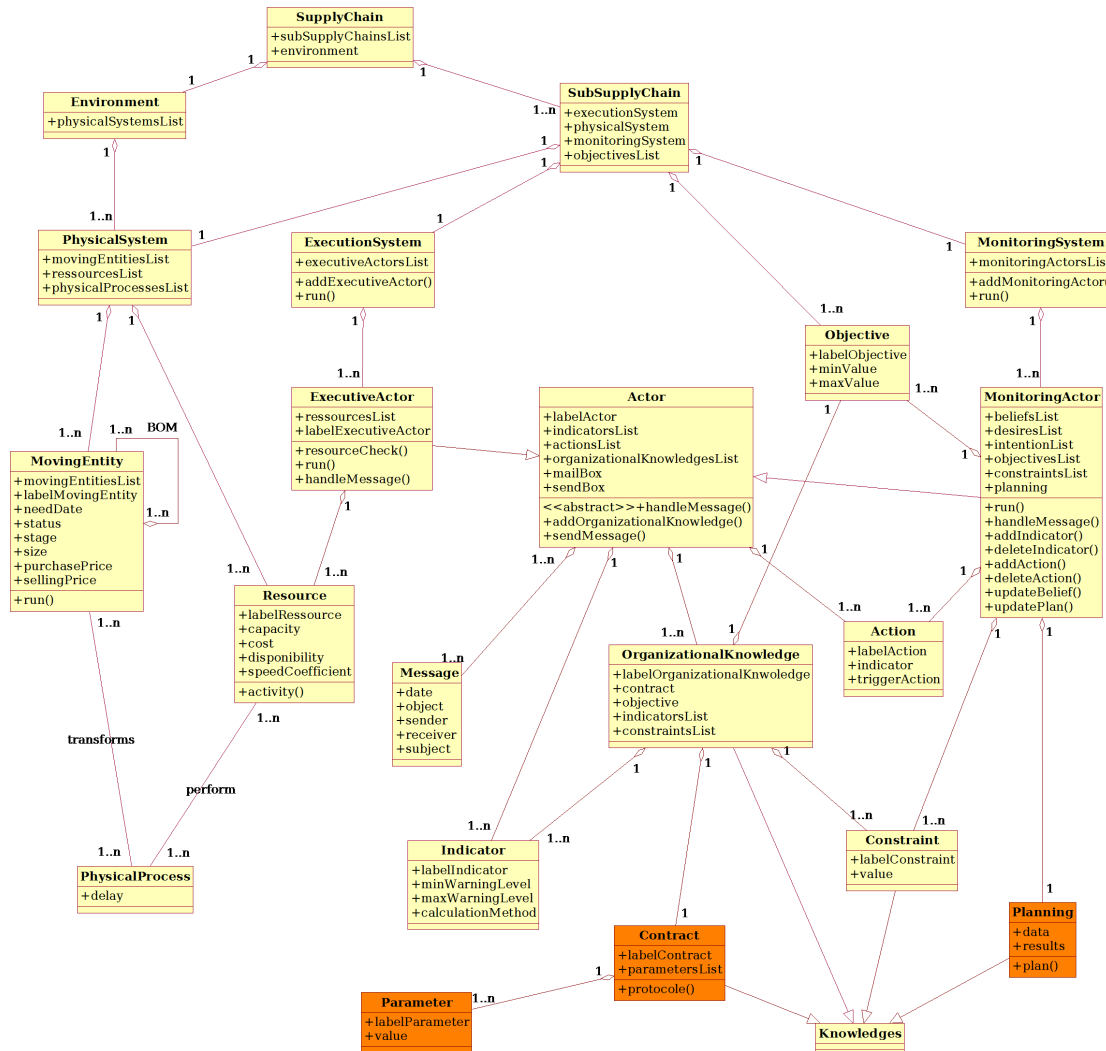 SupplyChain
+subSupplyChainsList
+environment
1
1
1
1..n
Environment
+physicalSystemsList
1
1..n
SubSupplyChain
+executionSystem
+physicalSystem
+monitoringSystem
+objectivesList
1
1
1
1
1
1
1..n
1
PhysicalSystem
+movingEntitiesList
+ressourcesList
+physicalProcessesList
1
1
1..n
1..n
ExecutionSystem
+executiveActorsList
+addExecutiveActor()
+run()
1
1..n
MonitoringSystem
+monitoringActorsList
+addMonitoringActor()
+run()
1
1..n
Objective
+labelObjective
+minValue
+maxValue
1
1..n
1
ExecutiveActor
+ressourcesList
+labelExecutiveActor
+resourceCheck()
+run()
+handleMessage()
1
1..n
Actor
+labelActor
+indicatorsList
+actionsList
+organizationalKnowledgesList
+mailBox
+sendBox
<<abstract>>+handleMessage()
+addOrganizationalKnowledge()
+sendMessage()
1..n
1
1
1
MonitoringActor
+beliefsList
+desiresList
+intentionList
+objectivesList
+constraintsList
+planning
+run()
+handleMessage()
+addIndicator()
+deleteIndicator()
+addAction()
+deleteAction()
+updateBelief()
+updatePlan()
1
1..n
1
1
1..n
BOM
1..n
MovingEntity
+movingEntitiesList
+labelMovingEntity
+needDate
+status
+stage
+size
+purchasePrice
+sellingPrice
+run()
1..n
Resource
+labelRessource
+capacity
+cost
+disponibility
+speedCoefficient
+activity()
1..n
1..n
Message
+date
+object
+sender
+receiver
+subject
1..n
1
OrganizationalKnowledge
+labelOrganizationalKnwoledge
+contract
+objective
+indicatorsList
+constraintsList
1
1
1
1..n
Action
+labelAction
+indicator
+triggerAction
transforms
perform
1..n
1..n
PhysicalProcess
+delay
1..n
1..n
Indicator
+labelIndicator
+minWarningLevel
+maxWarningLevel
+calculationMethod
1..n
1..n
Constraint
+labelConstraint
+value
1
Contract
+labelContract
+parametersList
+protocole()
1
1..n
Parameter
+labelParameter
+value
1
Planning
+data
+results
+plan()
Knowledges